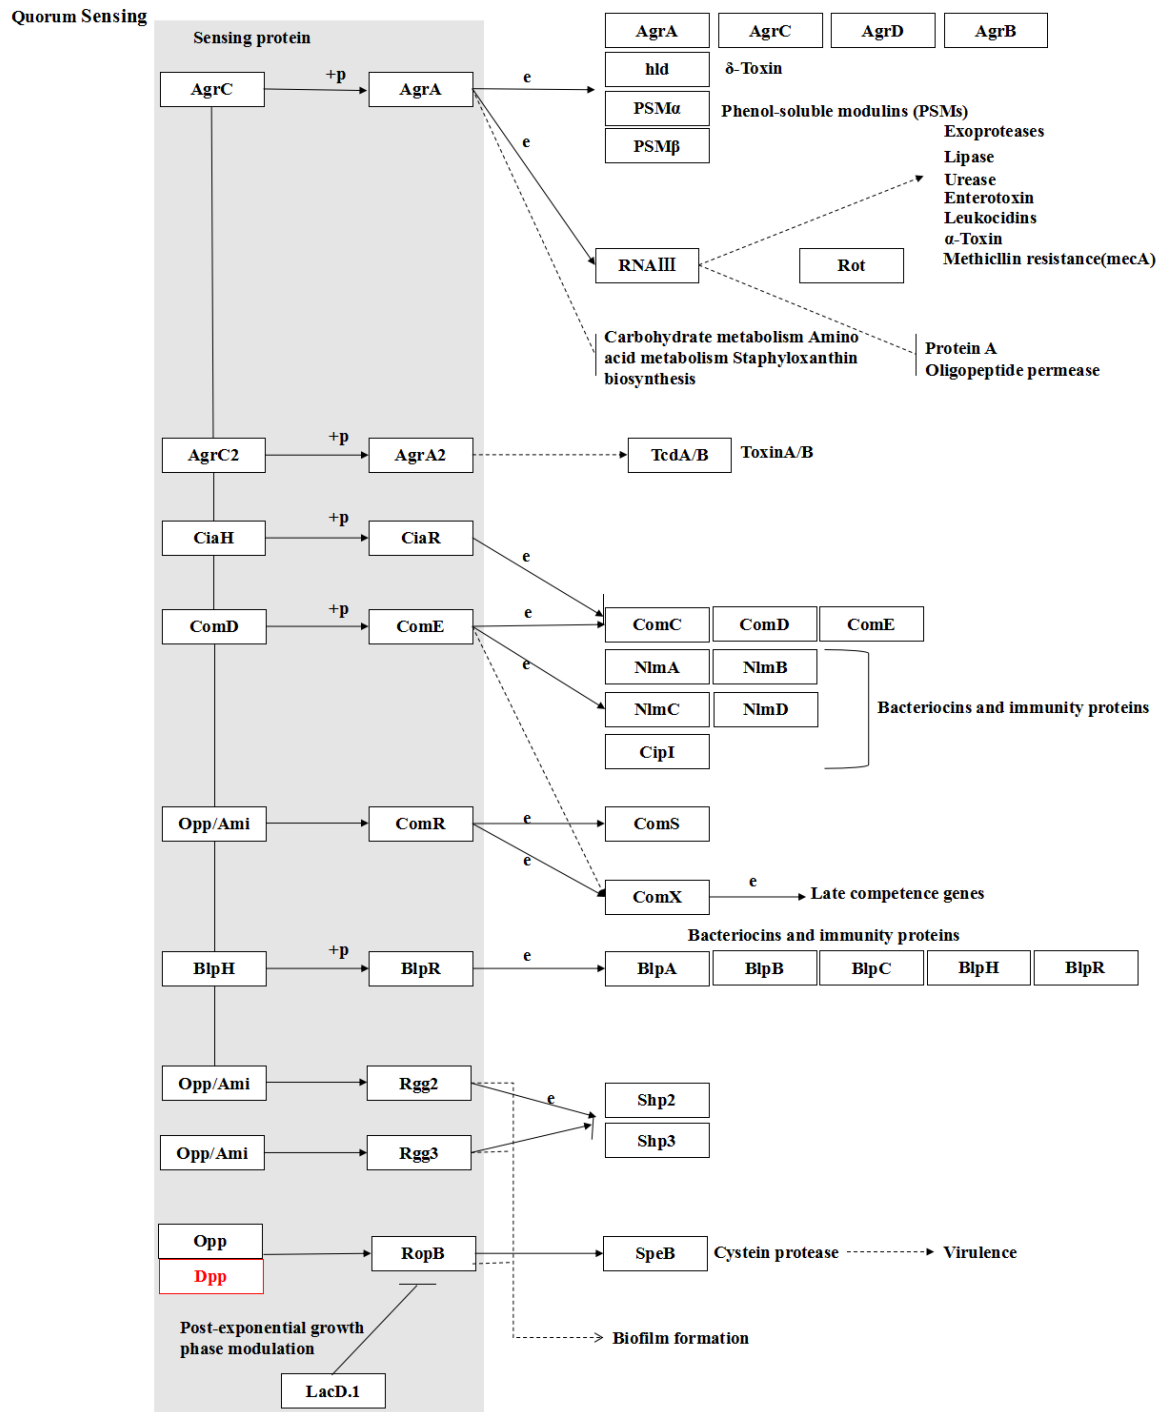 Quorum Sensing
Sensing protein
AgrA AgrC AgrD AgrB
hld δ-Toxin
AgrC +p AgrA e
PSMα Phenol-soluble modulins (PSMs)
PSMβ
e
Exoproteases
Lipase
Urease
Enterotoxin
Leukocidins
α-Toxin
Methicllin resistance(mecA)
RNAIII Rot
Carbohydrate metabolism Amino
acid metabolism Staphyloxanthin
biosynthesis
Protein A
Oligopeptide permease
AgrC2 +p AgrA2 TcdA/B ToxinA/B
CiaH +p CiaR e
ComD +p ComE e ComC ComD ComE
e NlmA NlmB
NlmC NlmD Bacteriocins and immunity proteins
CipI
Opp/Ami ComR e ComS
e ComX e Late competence genes
Bacteriocins and immunity proteins
BlpH +p BlpR e BlpA BlpB BlpC BlpH BlpR
Opp/Ami Rgg2 e Shp2
Opp/Ami Rgg3 Shp3
Opp RopB SpeB Cystein protease Virulence
Dpp
Post-exponential growth
phase modulation
Biofilm formation
LacD.1